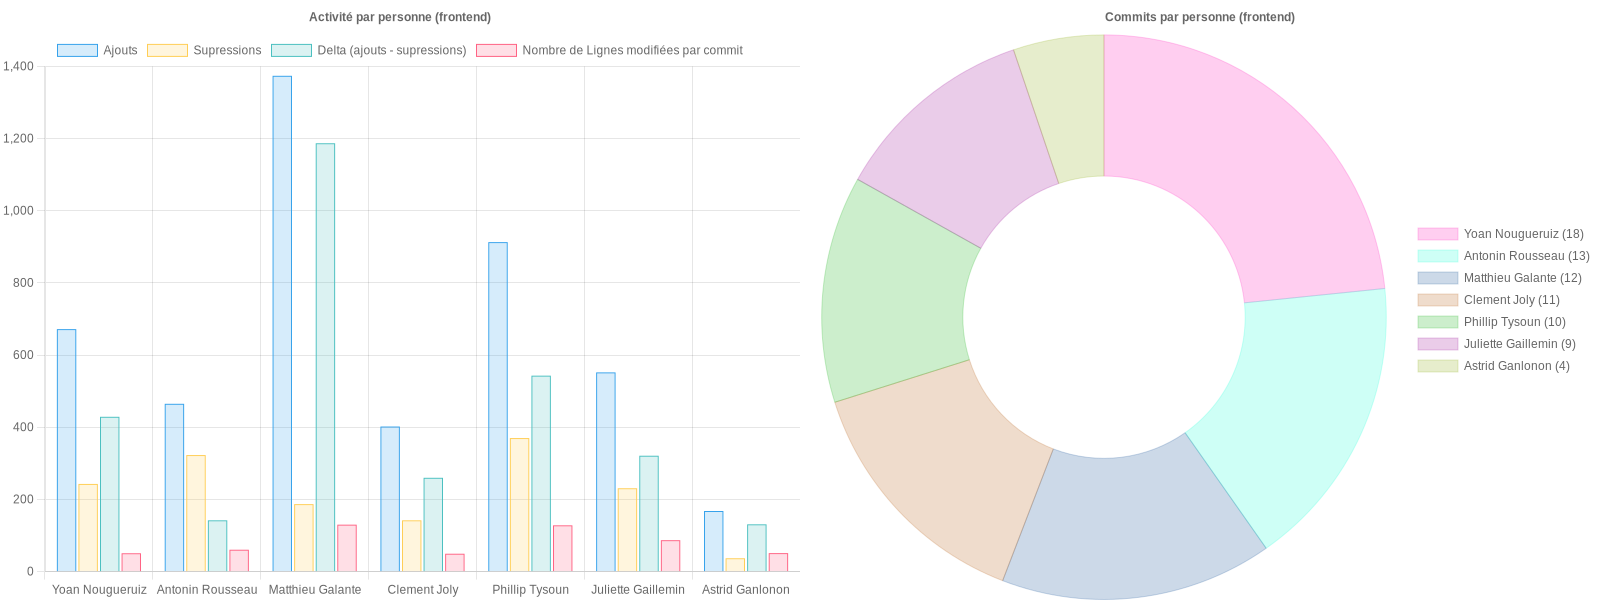 Activité par personne (frontend)
Ajouts
Supressions
Delta (ajouts - supressions)
Nombre de Lignes modifiées par commit
1,400
1,200
1,000
800
600
400
200
0
Yoan Nougueruiz
Antonin Rousseau
Matthieu Galante
Clement Joly
Phillip Tysoun
Juliette Gaillemin
Astrid Ganlonon
Commits par personne (frontend)
Yoan Nougueruiz (18)
Antonin Rousseau (13)
Matthieu Galante (12)
Clement Joly (11)
Phillip Tysoun (10)
Juliette Gaillemin (9)
Astrid Ganlonon (4)